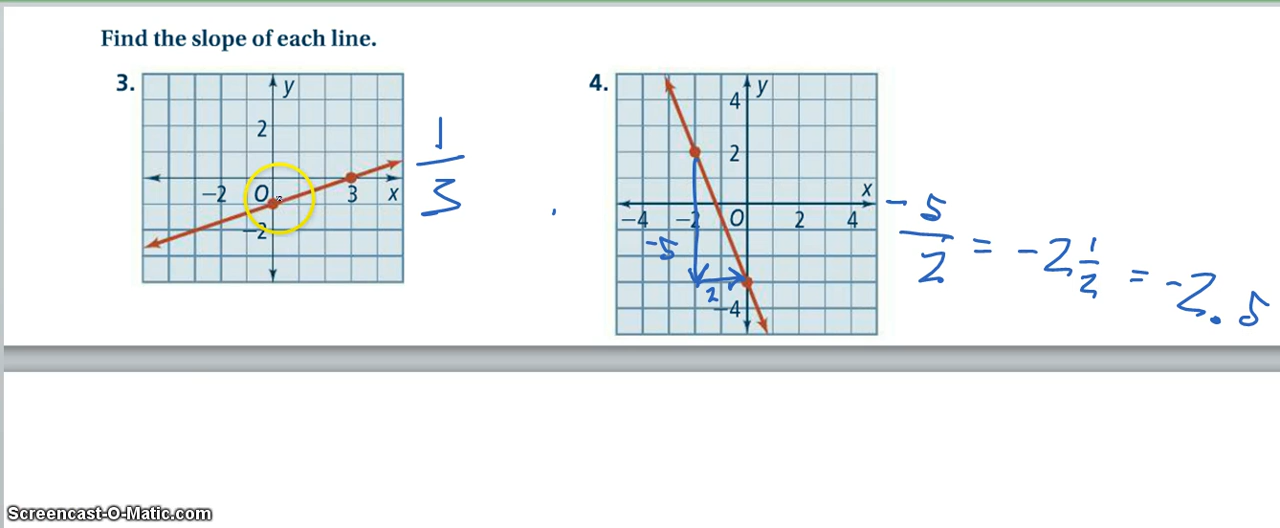 Find the slope of each line.
3.
y
2
-2 O 3 x
-2
1
3
4.
y
4
2
x
-4 -2 O 2 4
-4
-5
2
-5/2 = -2 1/2 = -2.5
Screencast-O-Matic.com